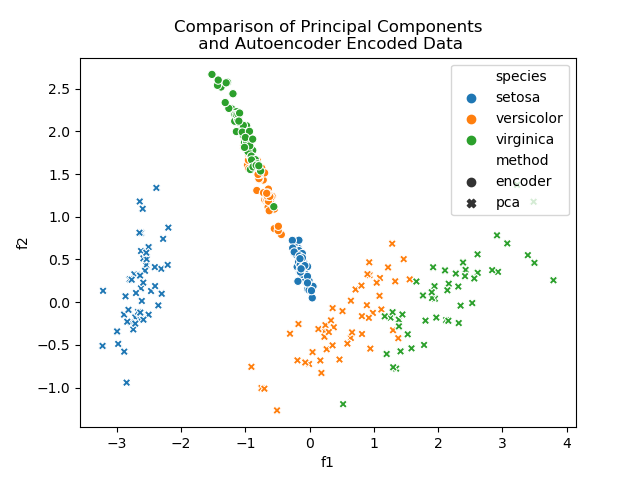 Comparison of Principal Components
and Autoencoder Encoded Data
f2
2.5
2.0
1.5
1.0
0.5
0.0
−0.5
−1.0
−3
−2
−1
0
1
2
3
4
f1
species
setosa
versicolor
virginica
method
encoder
pca